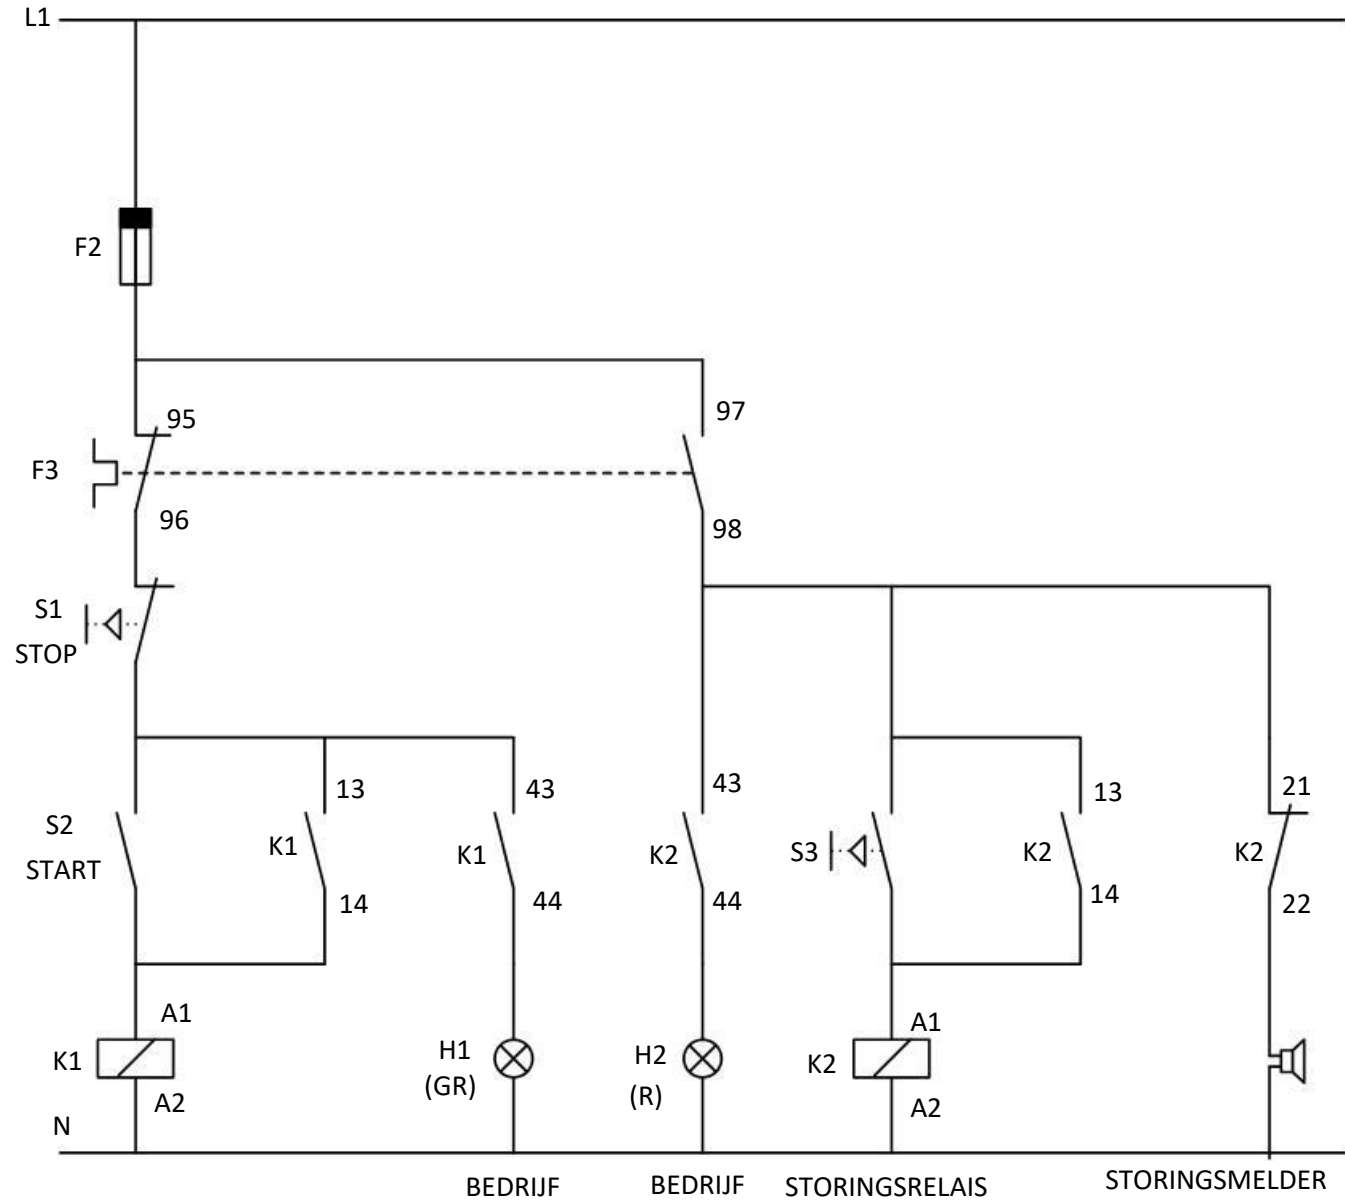 L1
F2
95
97
F3
96
98
S1
STOP
43
43
13
13
21
S2
START
K1
K1
K2
S3
K2
K2
14
44
44
14
22
A1
A1
K1
H1
(GR)
H2
(R)
K2
A2
A2
N
BEDRIJF
BEDRIJF
STORINGSRELAIS
STORINGSMELDER